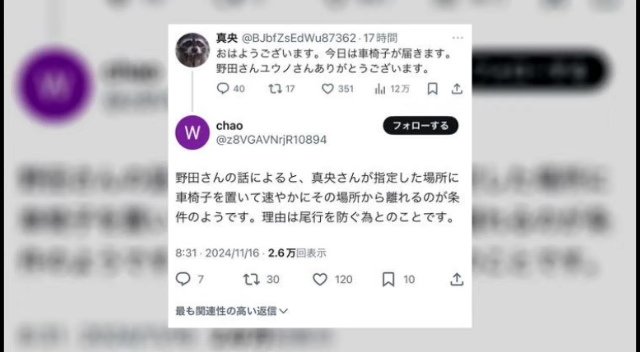 真央 @BJbfZsEdWu87362・17時間
おはようございます。今日は車椅子が届きます。
野田さんユウノさんありがとうございます。
40 17 351 12万
W chao フォローする
@z8VGAVNrjR10894
野田さんの話によると、真央さんが指定した場所に
車椅子を置いて速やかにその場所から離れるのが条
件のようです。理由は尾行を防ぐ為とのことです。
8:31・2024/11/16・2.6万回表示
7 30 120 10
最も関連性の高い返信